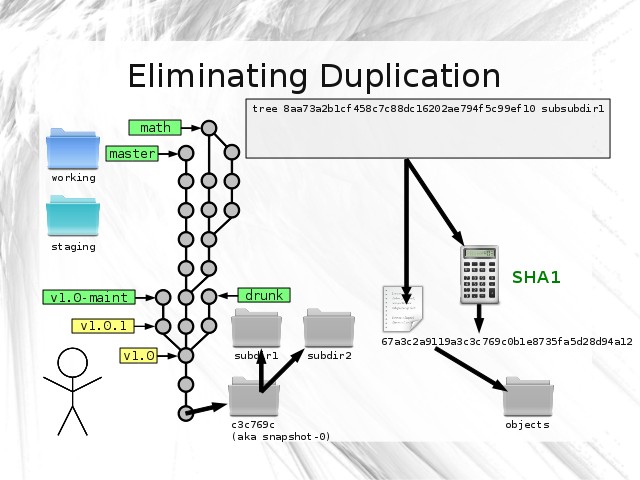 Eliminating Duplication
tree 8aa73a2b1cf458c7c88dc16202ae794f5c99ef10 subsubdir1
math
master
working
staging
SHA1
v1.0-maint
drunk
v1.0.1
67a3c2a9119a3c3c769c0b1e8735fa5d28d94a12
v1.0
subdir1
subdir2
c3c769c
(aka snapshot-0)
objects